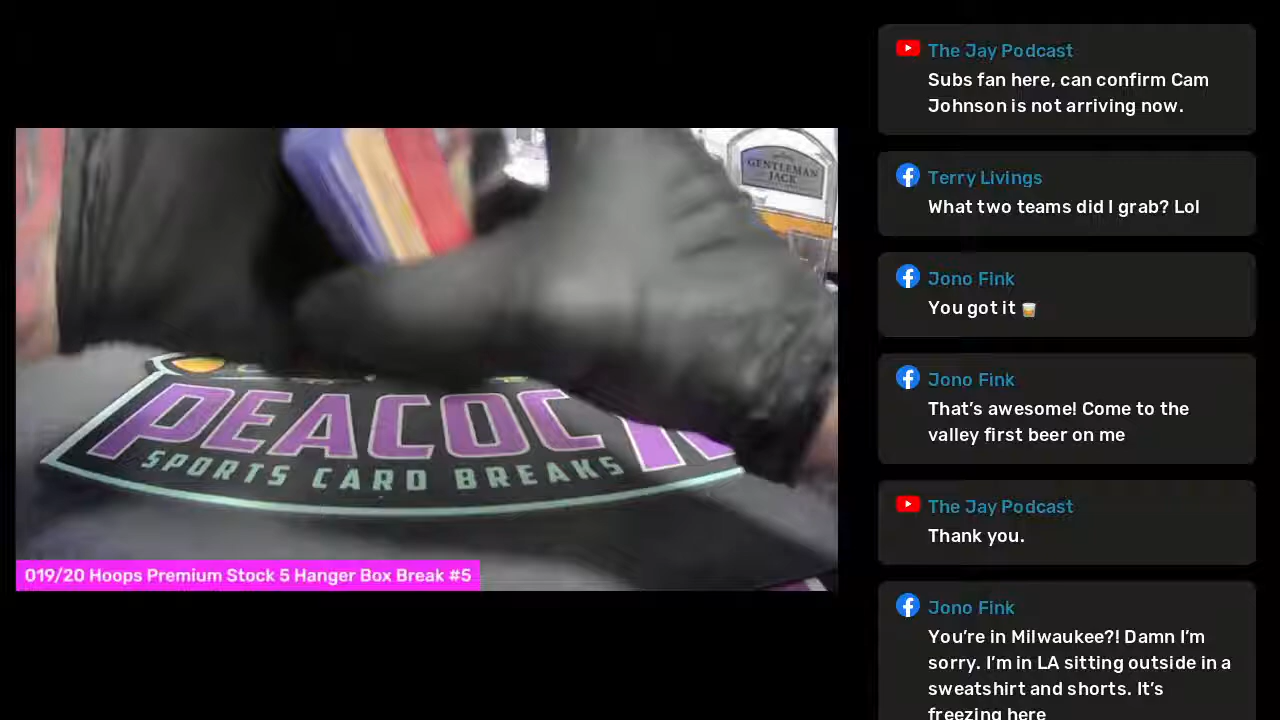 GENTLEMAN
JACK
PEACOC
SPORTS CARD BREAKS
019/20 Hoops Premium Stock 5 Hanger Box Break #5
The Jay Podcast
Subs fan here, can confirm Cam
Johnson is not arriving now.
Terry Livings
What two teams did I grab? Lol
Jono Fink
You got it 🥃
Jono Fink
That’s awesome! Come to the
valley first beer on me
The Jay Podcast
Thank you.
Jono Fink
You’re in Milwaukee?! Damn I’m
sorry. I’m in LA sitting outside in a
sweatshirt and shorts. It’s
freezing here